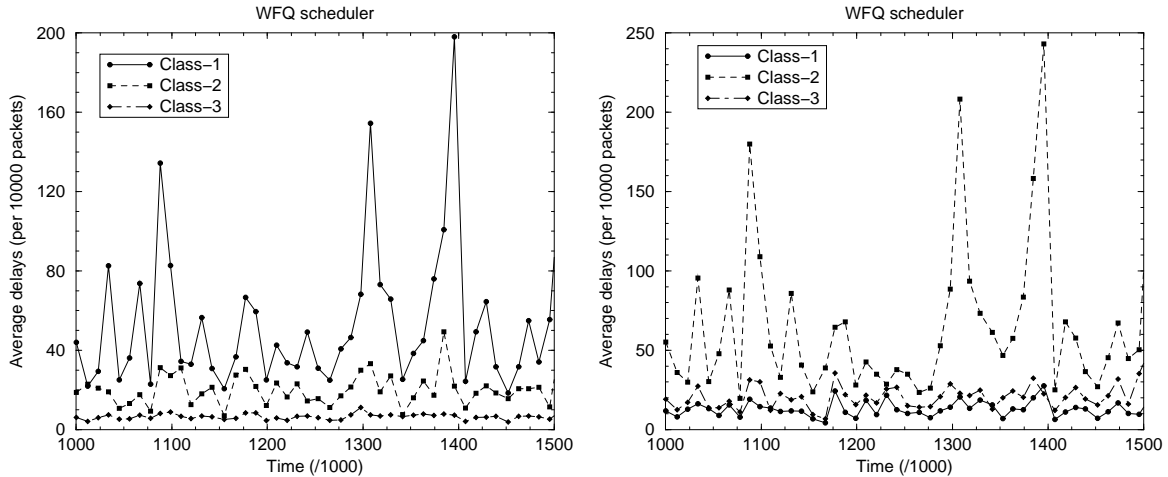 WFQ scheduler
200
160
120
80
40
0
Average delays (per 10000 packets)
Class−1
Class−2
Class−3
1000 1100 1200 1300 1400 1500
Time (/1000)
WFQ scheduler
250
200
150
100
50
0
Average delays (per 10000 packets)
Class−1
Class−2
Class−3
1000 1100 1200 1300 1400 1500
Time (/1000)